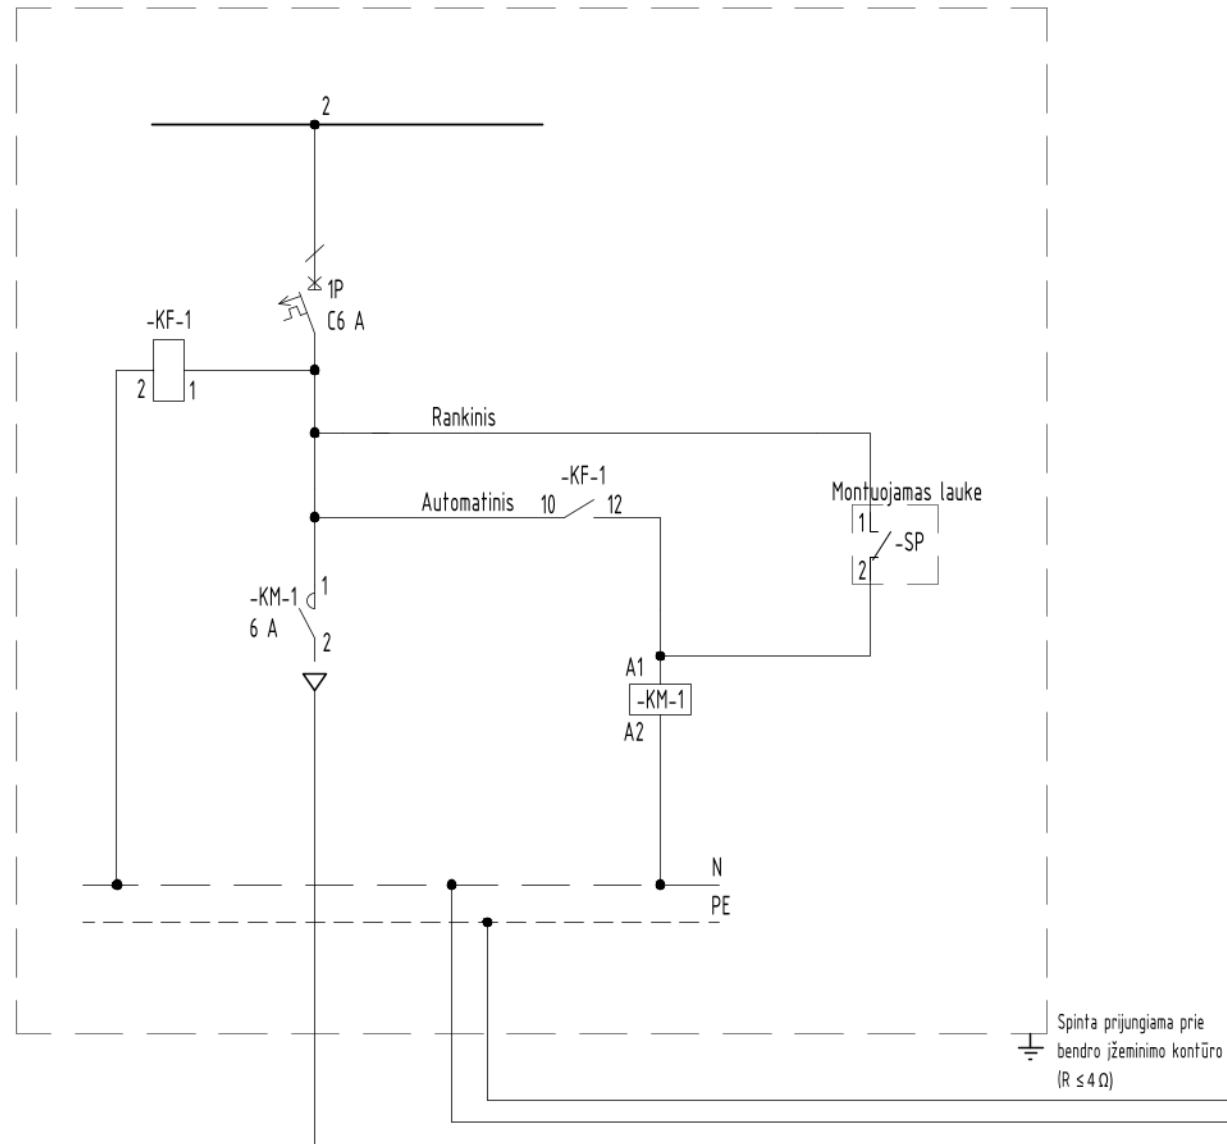 2
1P
C6 A
-KF-1
2
1
Rankinis
-KF-1
Automatinis
10
12
Montuojamas lauke
1
-SP
2
-KM-1
1
6 A
2
A1
-KM-1
A2
N
PE
Spinta prijungiama prie
bendro įžeminimo kontūro
(R ≤ 4 Ω)